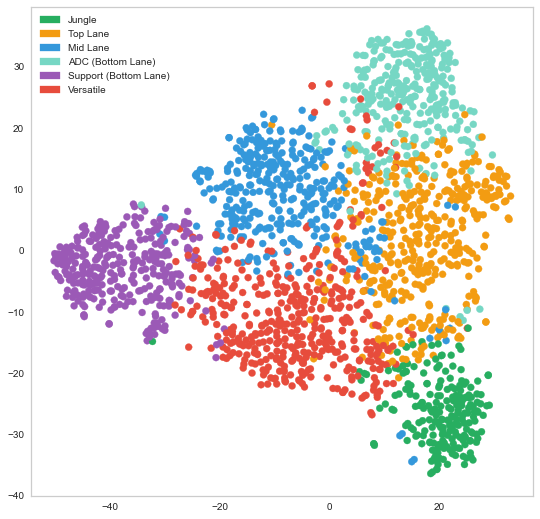 Jungle
Top Lane
Mid Lane
ADC (Bottom Lane)
Support (Bottom Lane)
Versatile
30
20
10
0
−10
−20
−30
−40
−40
−20
0
20